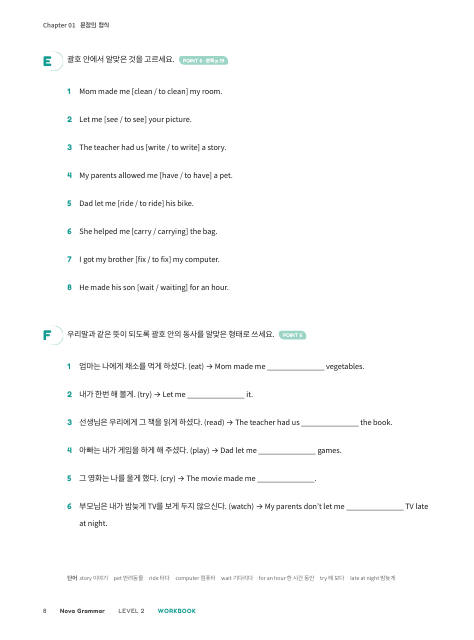 Chapter 01 문장의 형식
E 괄호 안에서 알맞은 것을 고르세요.
1 Mom made me [clean / to clean] my room.
2 Let me [see / to see] your picture.
3 The teacher had us [write / to write] a story.
4 My parents allowed me [have / to have] a pet.
5 Dad let me [ride / to ride] his bike.
6 She helped me [carry / carrying] the bag.
7 I got my brother [fix / to fix] my computer.
8 He made his son [wait / waiting] for an hour.
F 우리말과 같은 뜻이 되도록 괄호 안의 동사를 알맞은 형태로 쓰세요. POINT 6
1 엄마는 나에게 채소를 먹게 하셨다. (eat) → Mom made me ______________ vegetables.
2 내가 한번 해 볼게. (try) → Let me ______________ it.
3 선생님은 우리에게 그 책을 읽게 하셨다. (read) → The teacher had us ______________ the book.
4 아빠는 내가 게임을 하게 해 주셨다. (play) → Dad let me ______________ games.
5 그 영화는 나를 울게 했다. (cry) → The movie made me ______________.
6 부모님은 내가 밤늦게 TV를 보게 두지 않으신다. (watch) → My parents don't let me ______________ TV late
at night.
단어 story 이야기 pet 반려동물 ride 타다 computer 컴퓨터 wait 기다리다 for an hour 한 시간 동안 try 해 보다 late at night 밤늦게
8 Nova Grammar LEVEL 2 WORKBOOK